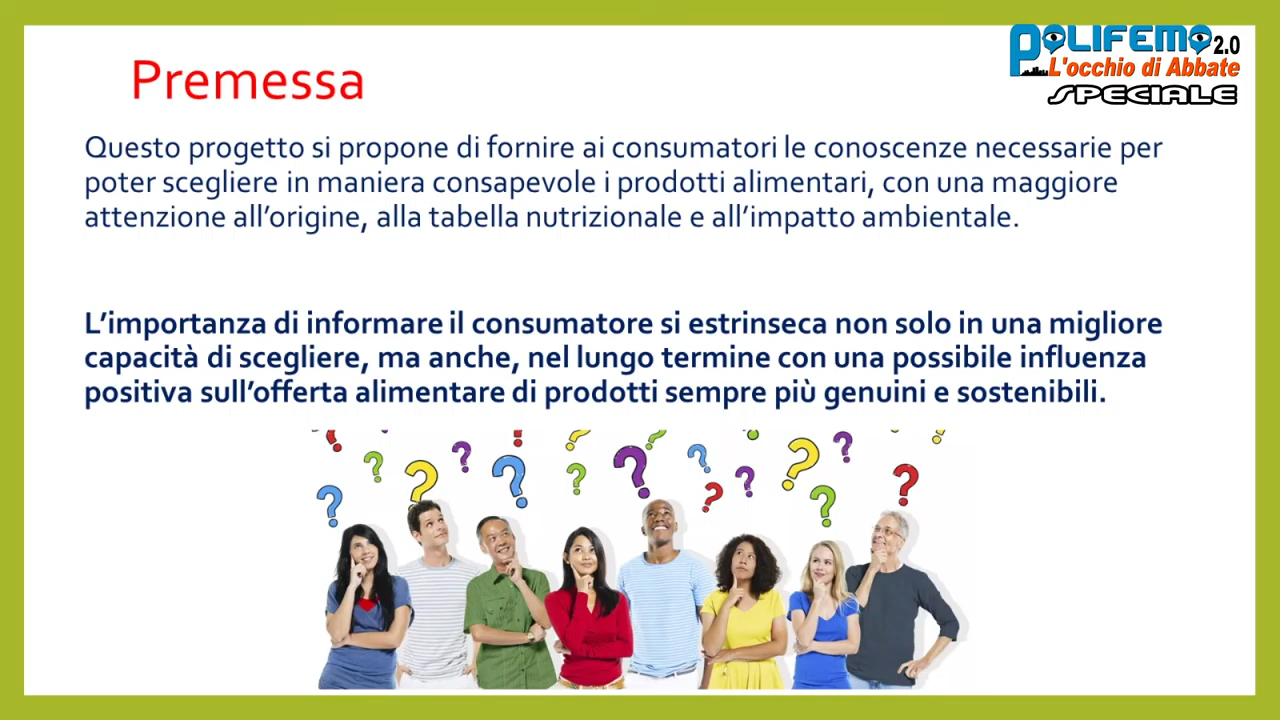 POLIFEMO 2.0
L'occhio di Abbate
SPECIALE
Premessa
Questo progetto si propone di fornire ai consumatori le conoscenze necessarie per
poter scegliere in maniera consapevole i prodotti alimentari, con una maggiore
attenzione all’origine, alla tabella nutrizionale e all’impatto ambientale.
L’importanza di informare il consumatore si estrinseca non solo in una migliore
capacità di scegliere, ma anche, nel lungo termine con una possibile influenza
positiva sull’offerta alimentare di prodotti sempre più genuini e sostenibili.